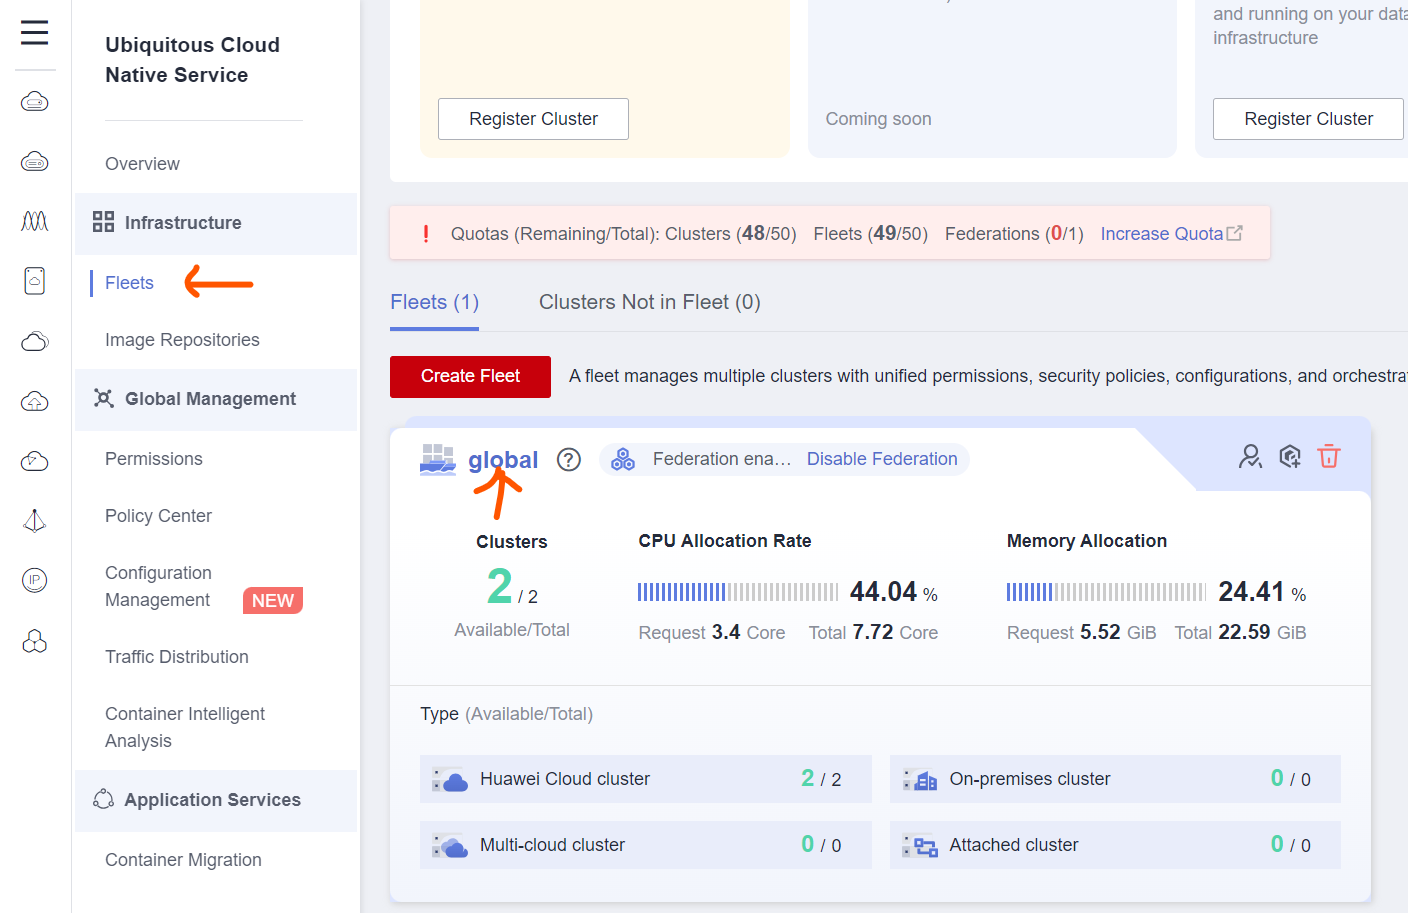 Ubiquitous Cloud
Native Service
Overview
Infrastructure
Fleets
Image Repositories
Global Management
Permissions
Policy Center
Configuration
Management
NEW
Traffic Distribution
Container Intelligent
Analysis
Application Services
Container Migration
IP
Register Cluster
Coming soon
and running on your data
infrastructure
Register Cluster
! Quotas (Remaining/Total): Clusters (48/50) Fleets (49/50) Federations (0/1) Increase Quota
Fleets (1) Clusters Not in Fleet (0)
Create Fleet A fleet manages multiple clusters with unified permissions, security policies, configurations, and
global ? Federation ena... Disable Federation
Clusters
2 / 2
Available/Total
CPU Allocation Rate
44.04 %
Request 3.4 Core Total 7.72 Core
Memory Allocation
24.41 %
Request 5.52 GiB Total 22.59 GiB
Type (Available/Total)
Huawei Cloud cluster 2 / 2
On-premises cluster 0 / 0
Multi-cloud cluster 0 / 0
Attached cluster 0 / 0